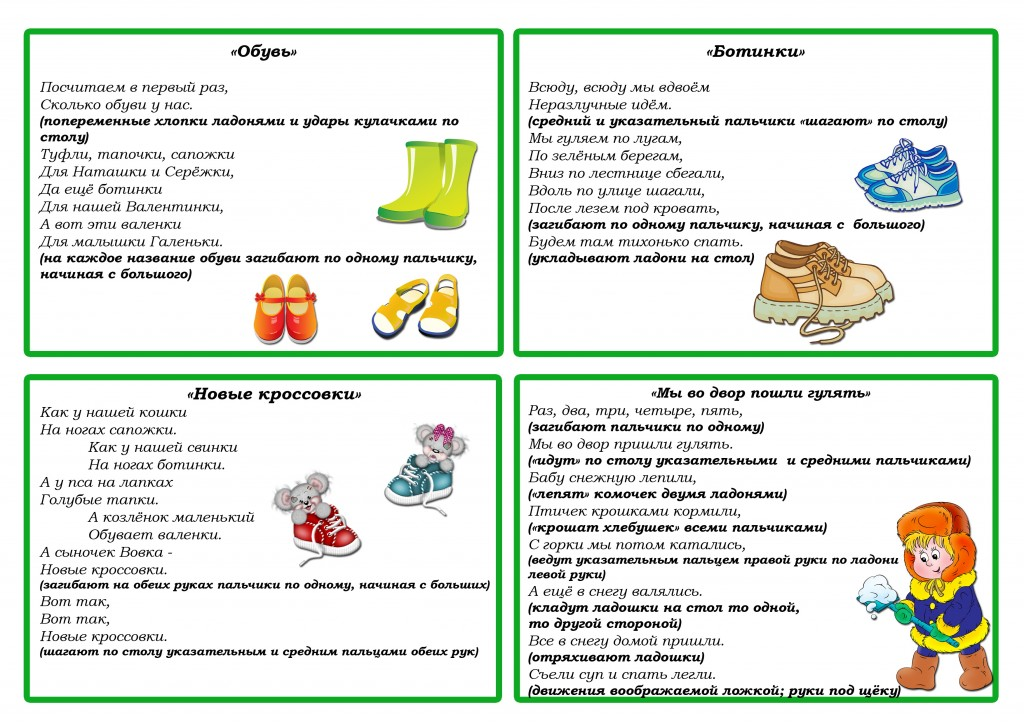 «Обувь»
Посчитаем в первый раз,
Сколько обуви у нас.
(попеременные хлопки ладонями и удары кулачками по
столу)
Туфли, тапочки, сапожки
Для Наташки и Серёжки,
Да ещё ботинки
Для нашей Валентинки,
А вот эти валенки
Для малышки Галеньки.
(на каждое название обуви загибают по одному пальчику,
начиная с большого)
«Ботинки»
Всюду, всюду мы вдвоём
Неразлучные идём.
(средний и указательный пальчики «шагают» по столу)
Мы гуляем по лугам,
По зелёным берегам,
Вниз по лестнице сбегали,
Вдоль по улице шагали,
После лезем под кровать,
(загибают по одному пальчику, начиная с большого)
Будем там тихонько спать.
(укладывают ладони на стол)
«Новые кроссовки»
Как у нашей кошки
На ногах сапожки.
Как у нашей свинки
На ногах ботинки.
А у пса на лапках
Голубые тапки.
А козлёнок маленький
Обувает валенки.
А сыночек Вовка -
Новые кроссовки.
(загибают на обеих руках пальчики по одному, начиная с больших)
Вот так,
Вот так,
Новые кроссовки.
(шагают по столу указательным и средним пальцами обеих рук)
«Мы во двор пошли гулять»
Раз, два, три, четыре, пять,
(загибают пальчики по одному)
Мы во двор пришли гулять.
(«идут» по столу указательными и средними пальчиками)
Бабу снежную лепили,
(«лепят» комочек двумя ладонями)
Птичек крошками кормили,
(«крошат хлебушек» всеми пальчиками)
С горки мы потом катались,
(ведут указательным пальцем правой руки по ладони
левой руки)
А ещё в снегу валялись.
(кладут ладошки на стол то одной,
то другой стороной)
Все в снегу домой пришли.
(отряхивают ладошки)
Съели суп и спать легли.
(движения воображаемой ложкой; руки под щёку)